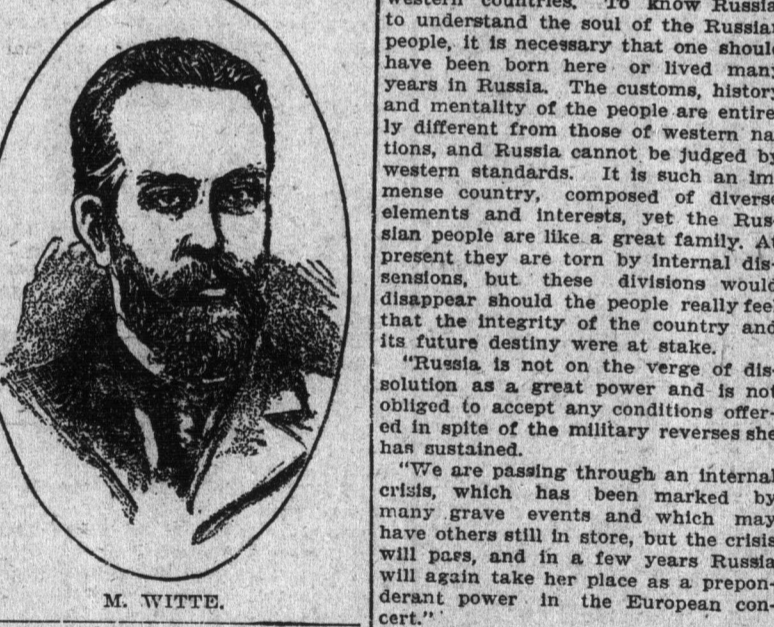 M. WITTE.
western countries. To know Russia
to understand the soul of the Russian
people, it is necessary that one should
have been born here or lived many
years in Russia. The customs, history
and mentality of the people are entire
ly different from those of western na
tions, and Russia cannot be judged by
western standards. It is such an im
mense country, composed of diverse
elements and interests, yet the Rus
sian people are like a great family. At
present they are torn by internal dis-
sensions, but these divisions would
disappear should the people really feel
that the integrity of the country and
its future destiny were at stake.
"Russia is not on the verge of dis-
solution as a great power and is not
obliged to accept any conditions offer-
ed in spite of the military reverses she
has sustained.
"We are passing through an internal
crisis, which has been marked by
many grave events and which may
have others still in store, but the crisis
will pass, and in a few years Russia
will again take her place as a prepon-
derant power in the European con-
cert."